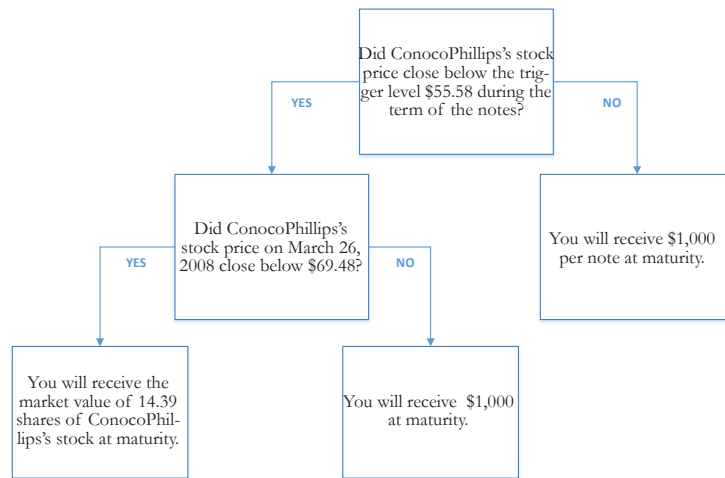 Did ConocoPhillips's stock
price close below the trig-
ger level $55.58 during the
term of the notes?
YES
NO
Did ConocoPhillips's
stock price on March 26,
2008 close below $69.48?
You will receive $1,000
per note at maturity.
YES
NO
You will receive the
market value of 14.39
shares of ConocoPhil-
lips's stock at maturity.
You will receive $1,000
at maturity.